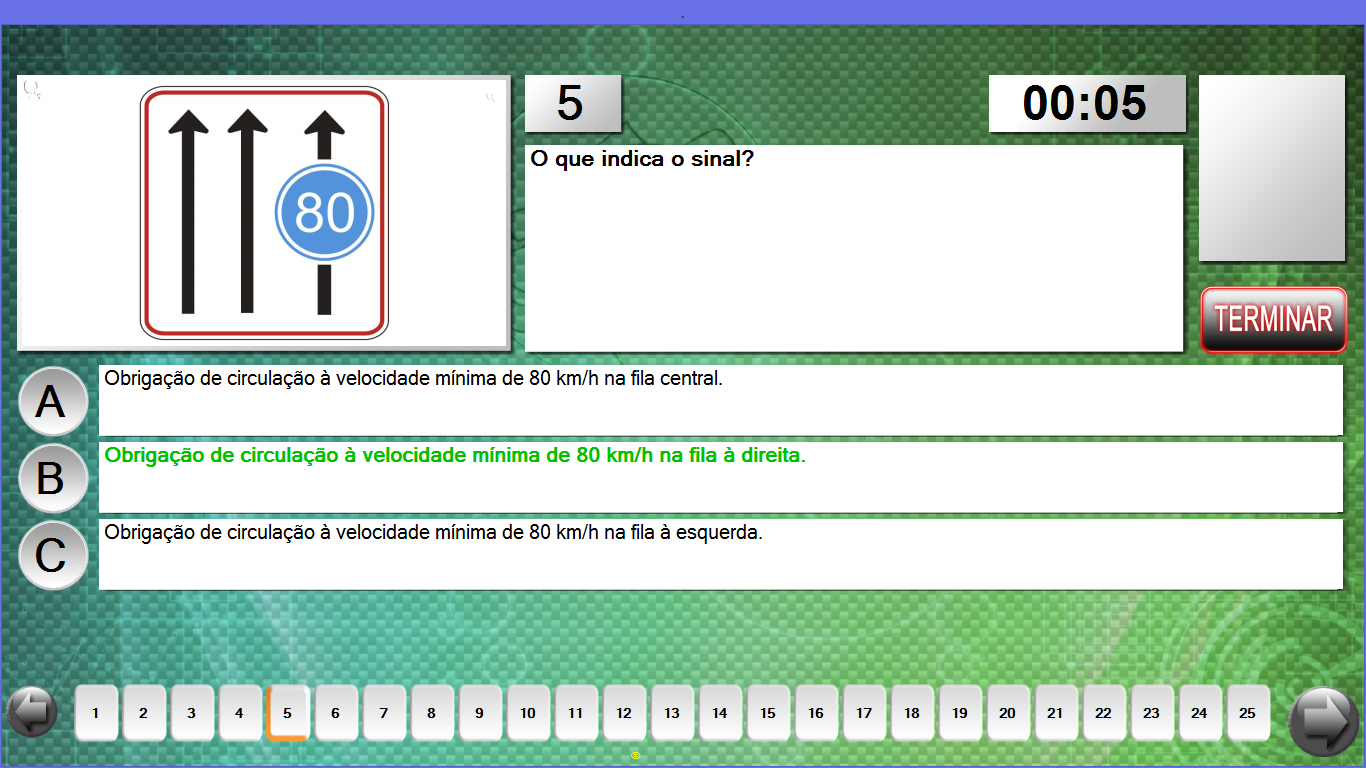 80
5
00:05
O que indica o sinal?
TERMINAR
A
Obrigação de circulação à velocidade mínima de 80 km/h na fila central.
B
Obrigação de circulação à velocidade mínima de 80 km/h na fila à direita.
C
Obrigação de circulação à velocidade mínima de 80 km/h na fila à esquerda.
1 2 3 4 5 6 7 8 9 10 11 12 13 14 15 16 17 18 19 20 21 22 23 24 25